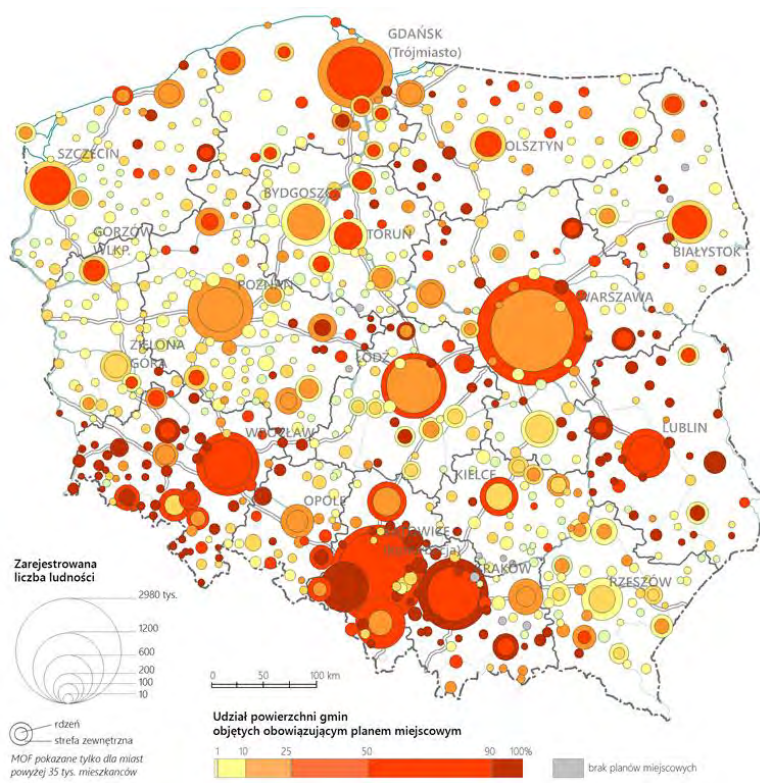 GDAŃSK
(Trójmiasto)
OLSZTYN
SZCZECIN
BYDGOSZCZ
GORZÓW
WLKP.
TORUŃ
BIAŁYSTOK
POZNAŃ
WARSZAWA
ZIELONA
GÓRA
ŁÓDŹ
LUBLIN
WROCŁAW
KIELCE
OPOLE
KATOWICE
KRAKÓW
RZESZÓW
Zarejestrowana
liczba ludności
2980 tys.
1200
600
200
100
10
0 50 100 km
rdzeń
strefa zewnętrzna
MOF pokazane tylko dla miast
powyżej 35 tys. mieszkańców
Udział powierzchni gmin
objętych obowiązującym planem miejscowym
1 10 25 50 90 100%
brak planów miejscowych